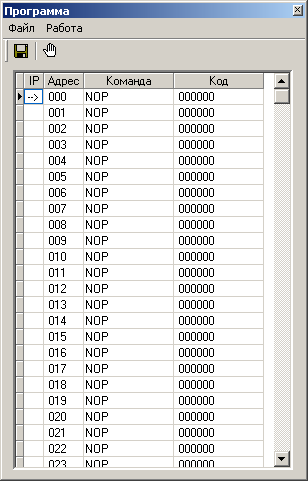 Программа
Файл Работа
IP Адрес Команда Код
--> 000 NOP 000000
001 NOP 000000
002 NOP 000000
003 NOP 000000
004 NOP 000000
005 NOP 000000
006 NOP 000000
007 NOP 000000
008 NOP 000000
009 NOP 000000
010 NOP 000000
011 NOP 000000
012 NOP 000000
013 NOP 000000
014 NOP 000000
015 NOP 000000
016 NOP 000000
017 NOP 000000
018 NOP 000000
019 NOP 000000
020 NOP 000000
021 NOP 000000
022 NOP 000000
023 NOP 000000